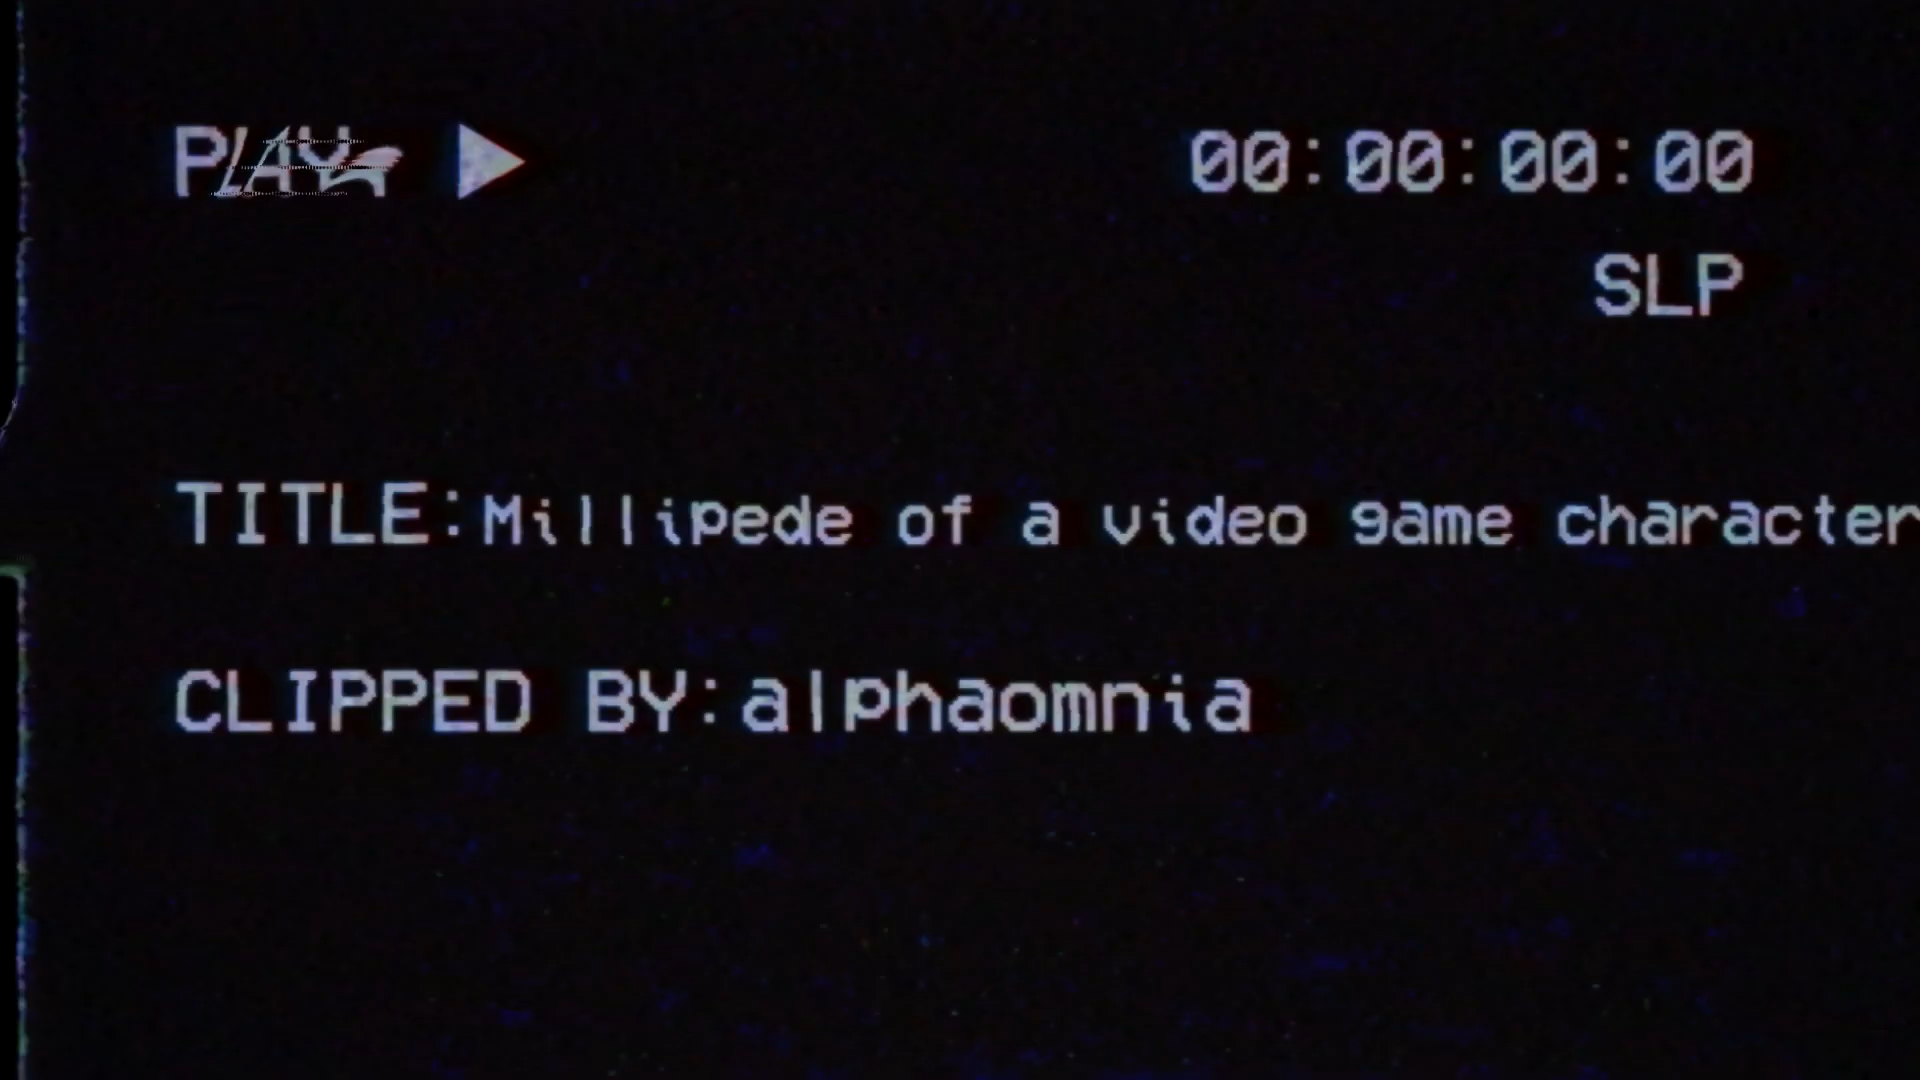 PLAY 00:00:00:00
SLP
TITLE:Millipede of a video game character
CLIPPED BY:alphaomnia